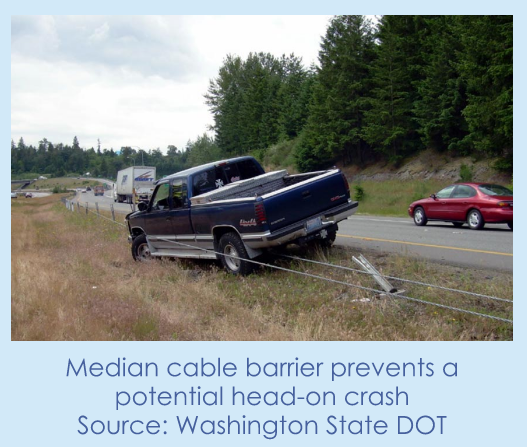 Median cable barrier prevents a
potential head-on crash
Source: Washington State DOT